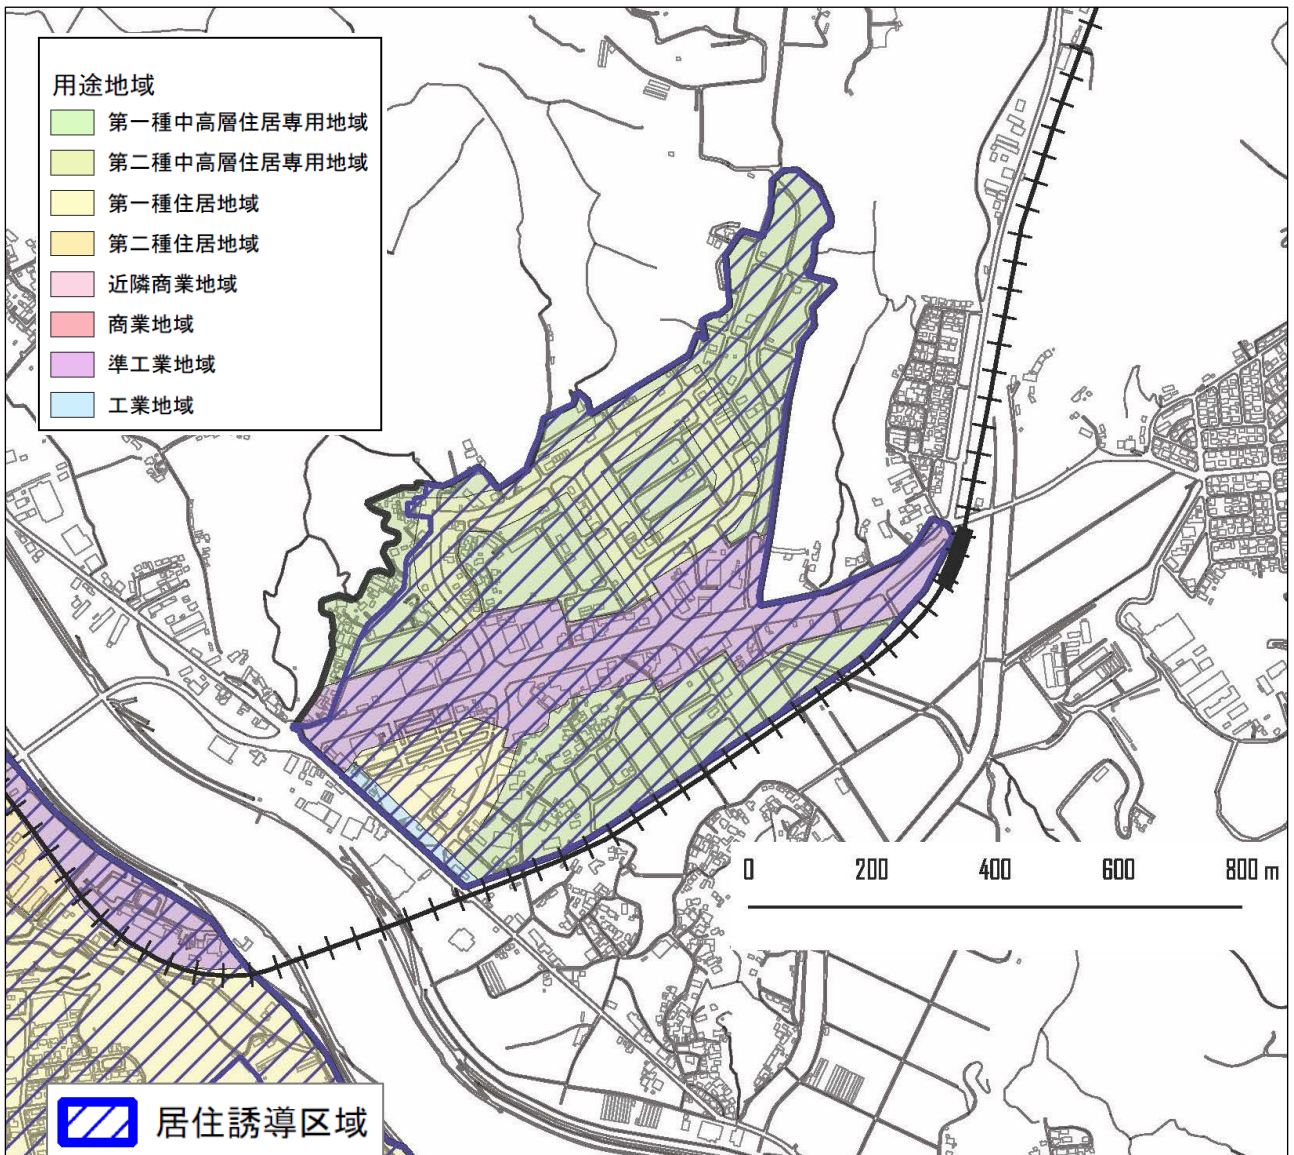 用途地域
第一種中高層住居専用地域
第二種中高層住居専用地域
第一種住居地域
第二種住居地域
近隣商業地域
商業地域
準工業地域
工業地域
0 200 400 600 800 m
居住誘導区域